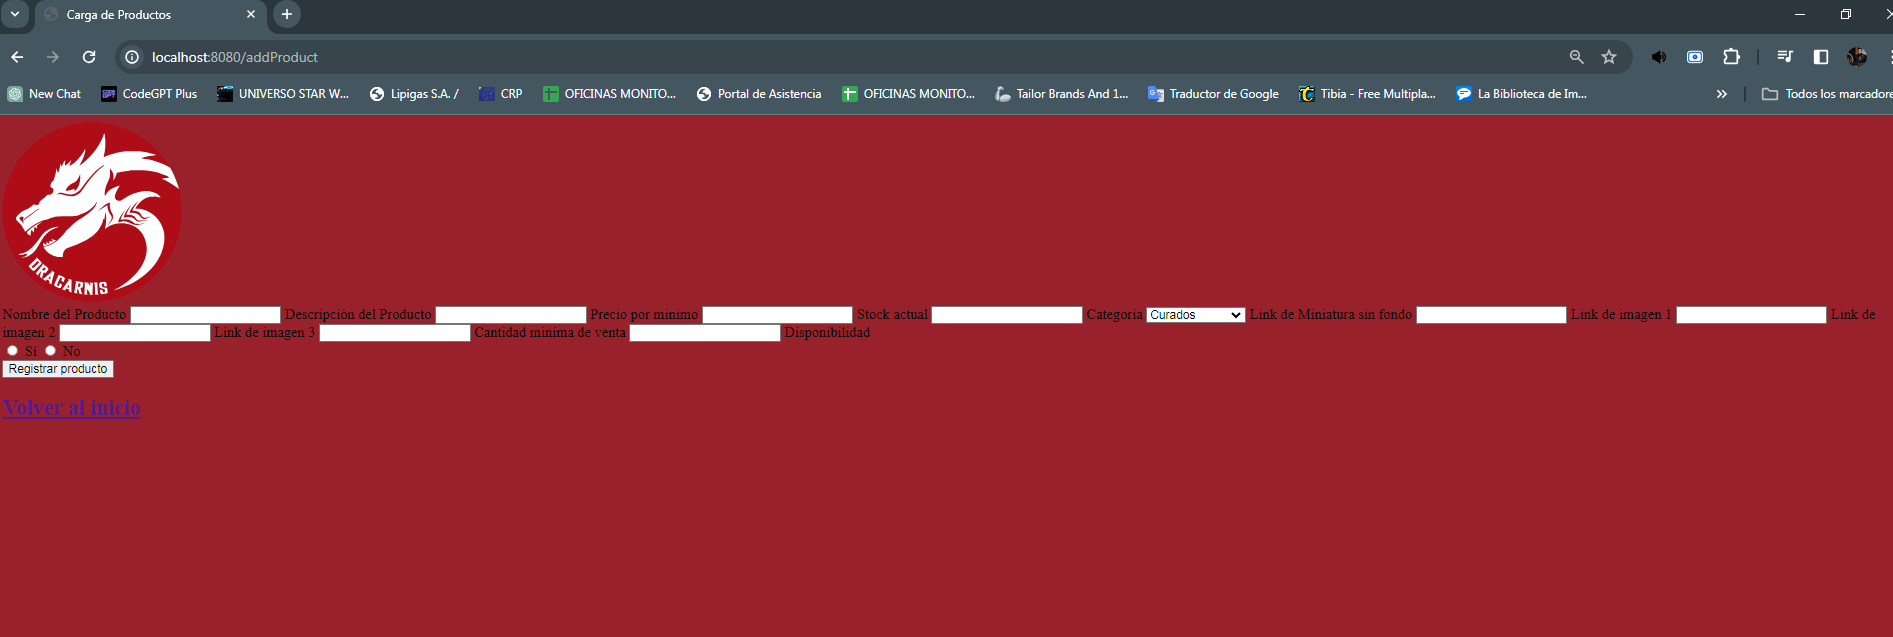 Carga de Productos
localhost:8080/addProduct
New Chat CodeGPT Plus UNIVERSO STAR W... Lipigas S.A. / CRP OFICINAS MONITO... Portal de Asistencia OFICINAS MONITO... Tailor Brands And 1... Traductor de Google Tibia - Free Multipla... La Biblioteca de Im... » Todos los marcadore
DRACARNIS
Nombre del Producto Descripción del Producto Precio por minimo Stock actual Categoria Curados Link de Miniatura sin fondo Link de imagen 1 Link de
imagen 2 Link de imagen 3 Cantidad minima de venta Disponibilidad
Sí No
Registrar producto
Volver al inicio